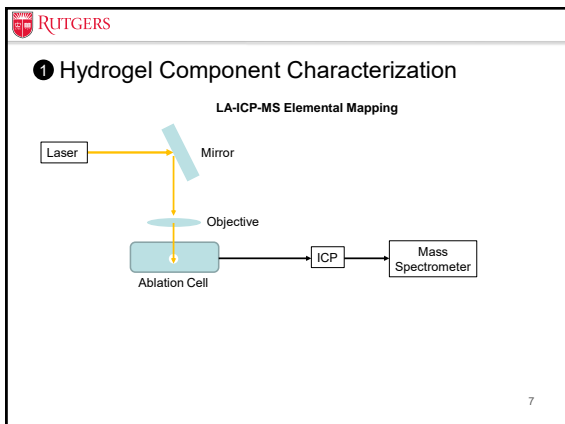 RUTGERS
❶ Hydrogel Component Characterization
LA-ICP-MS Elemental Mapping
Laser
Mirror
Objective
Ablation Cell
ICP
Mass
Spectrometer
7